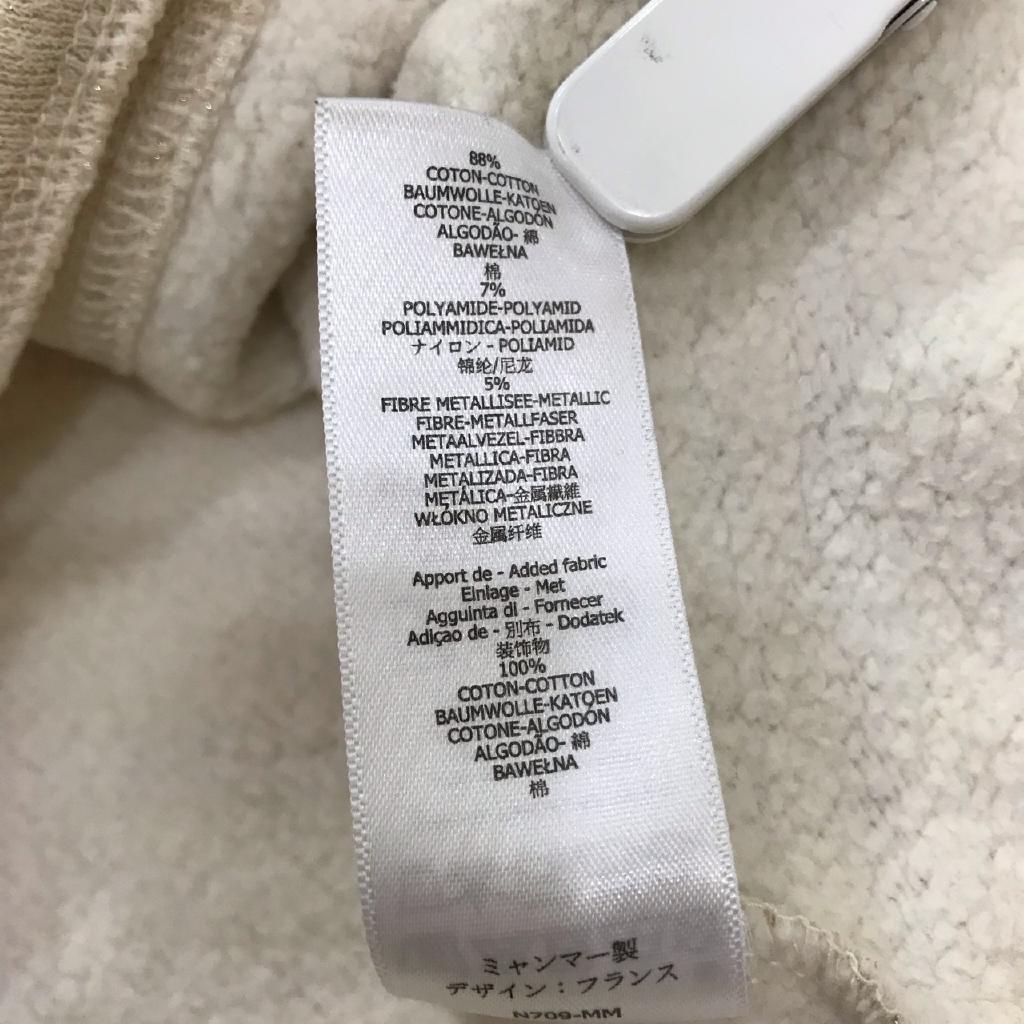 88%
COTON-COTTON
BAUMWOLLE-KATOEN
COTONE-ALGODÓN
ALGODÃO- 綿
BAWEŁNA
棉
7%
POLYAMIDE-POLYAMID
POLIAMMIDICA-POLIAMIDA
ナイロン - POLIAMID
锦纶/尼龙
5%
FIBRE METALLISEE-METALLIC
FIBRE-METALLFASER
METAALVEZEL-FIBBRA
METALLICA-FIBRA
METALIZADA-FIBRA
METÁLICA-金属繊維
WŁÓKNO METALICZNE
金属纤维
Apport de - Added fabric
Einlage - Met
Agguinta di - Fornecer
Adiçao de - 別布 - Dodatek
装饰物
100%
COTON-COTTON
BAUMWOLLE-KATOEN
COTONE-ALGODÓN
ALGODÃO- 綿
BAWEŁNA
棉
ミャンマー製
デザイン：フランス
N709-MM